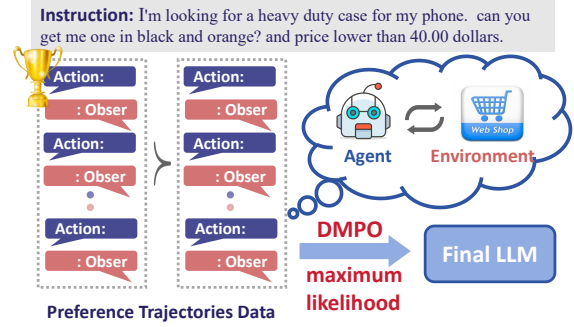 Instruction: I'm looking for a heavy duty case for my phone. can you
get me one in black and orange? and price lower than 40.00 dollars.
Action:
: Obser
Action:
: Obser
Action:
: Obser
Action:
: Obser
Action:
: Obser
Action:
: Obser
Web Shop
Agent
Environment
DMPO
maximum
likelihood
Final LLM
Preference Trajectories Data